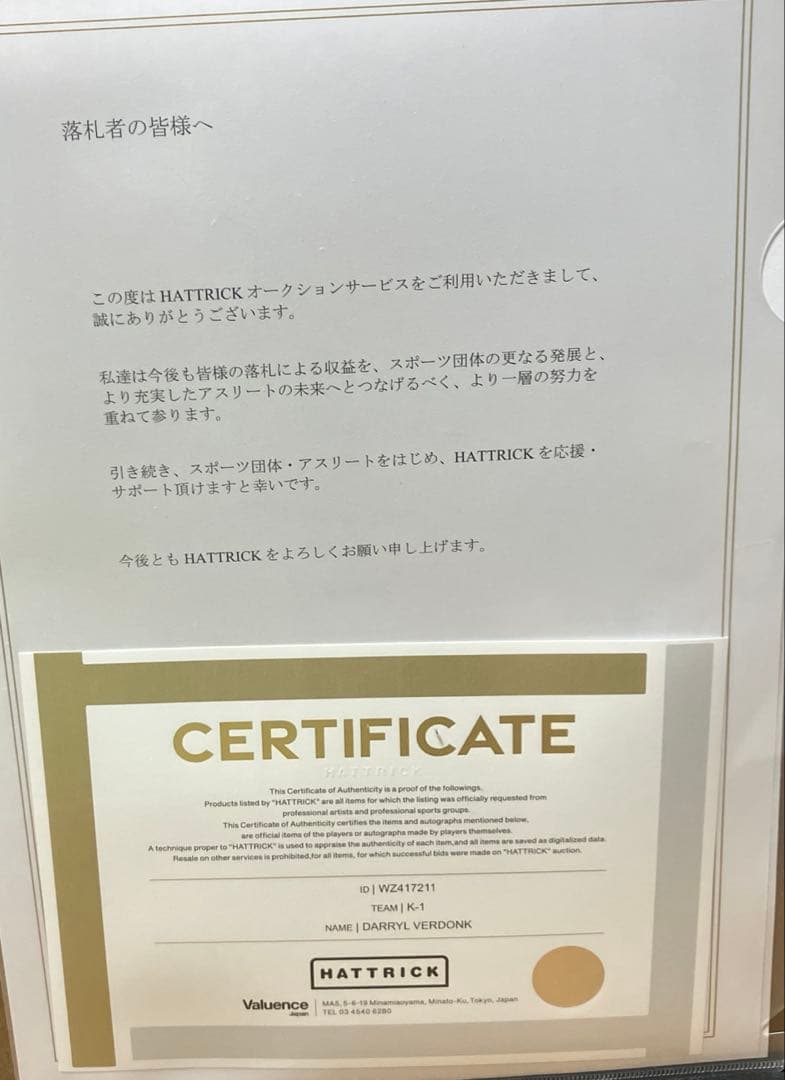 落札者の皆様へ
この度は HATTRICK オークションサービスをご利用いただきまして、
誠にありがとうございます。
私達は今後も皆様の落札による収益を、スポーツ団体の更なる発展と、
より充実したアスリートの未来へとつなげるべく、より一層の努力を
重ねて参ります。
引き続き、スポーツ団体・アスリートをはじめ、HATTRICK を応援・
サポート頂けますと幸いです。
今後とも HATTRICK をよろしくお願い申し上げます。
CERTIFICATE
HATTRICK
This Certificate of Authenticity is a proof of the followings.
Products listed by "HATTRICK" are all items for which the listing was officially requested from
professional artists and professional sports groups.
This Certificate of Authenticity certifies the items and autographs mentioned below,
are official items of the players or autographs made by players themselves.
A technique proper to "HATTRICK" is used to appraise the authenticity of each item,and all items are saved as digitalized data.
Resale on other services is prohibited,for all items, for which successful bids were made on "HATTRICK" auction.
ID | WZ417211
TEAM | K-1
NAME | DARRYL VERDONK
HATTRICK
Valuence Japan
MA5, 5-6-19 Minamiaoyama, Minato-Ku, Tokyo, Japan
TEL 03 4540 6280